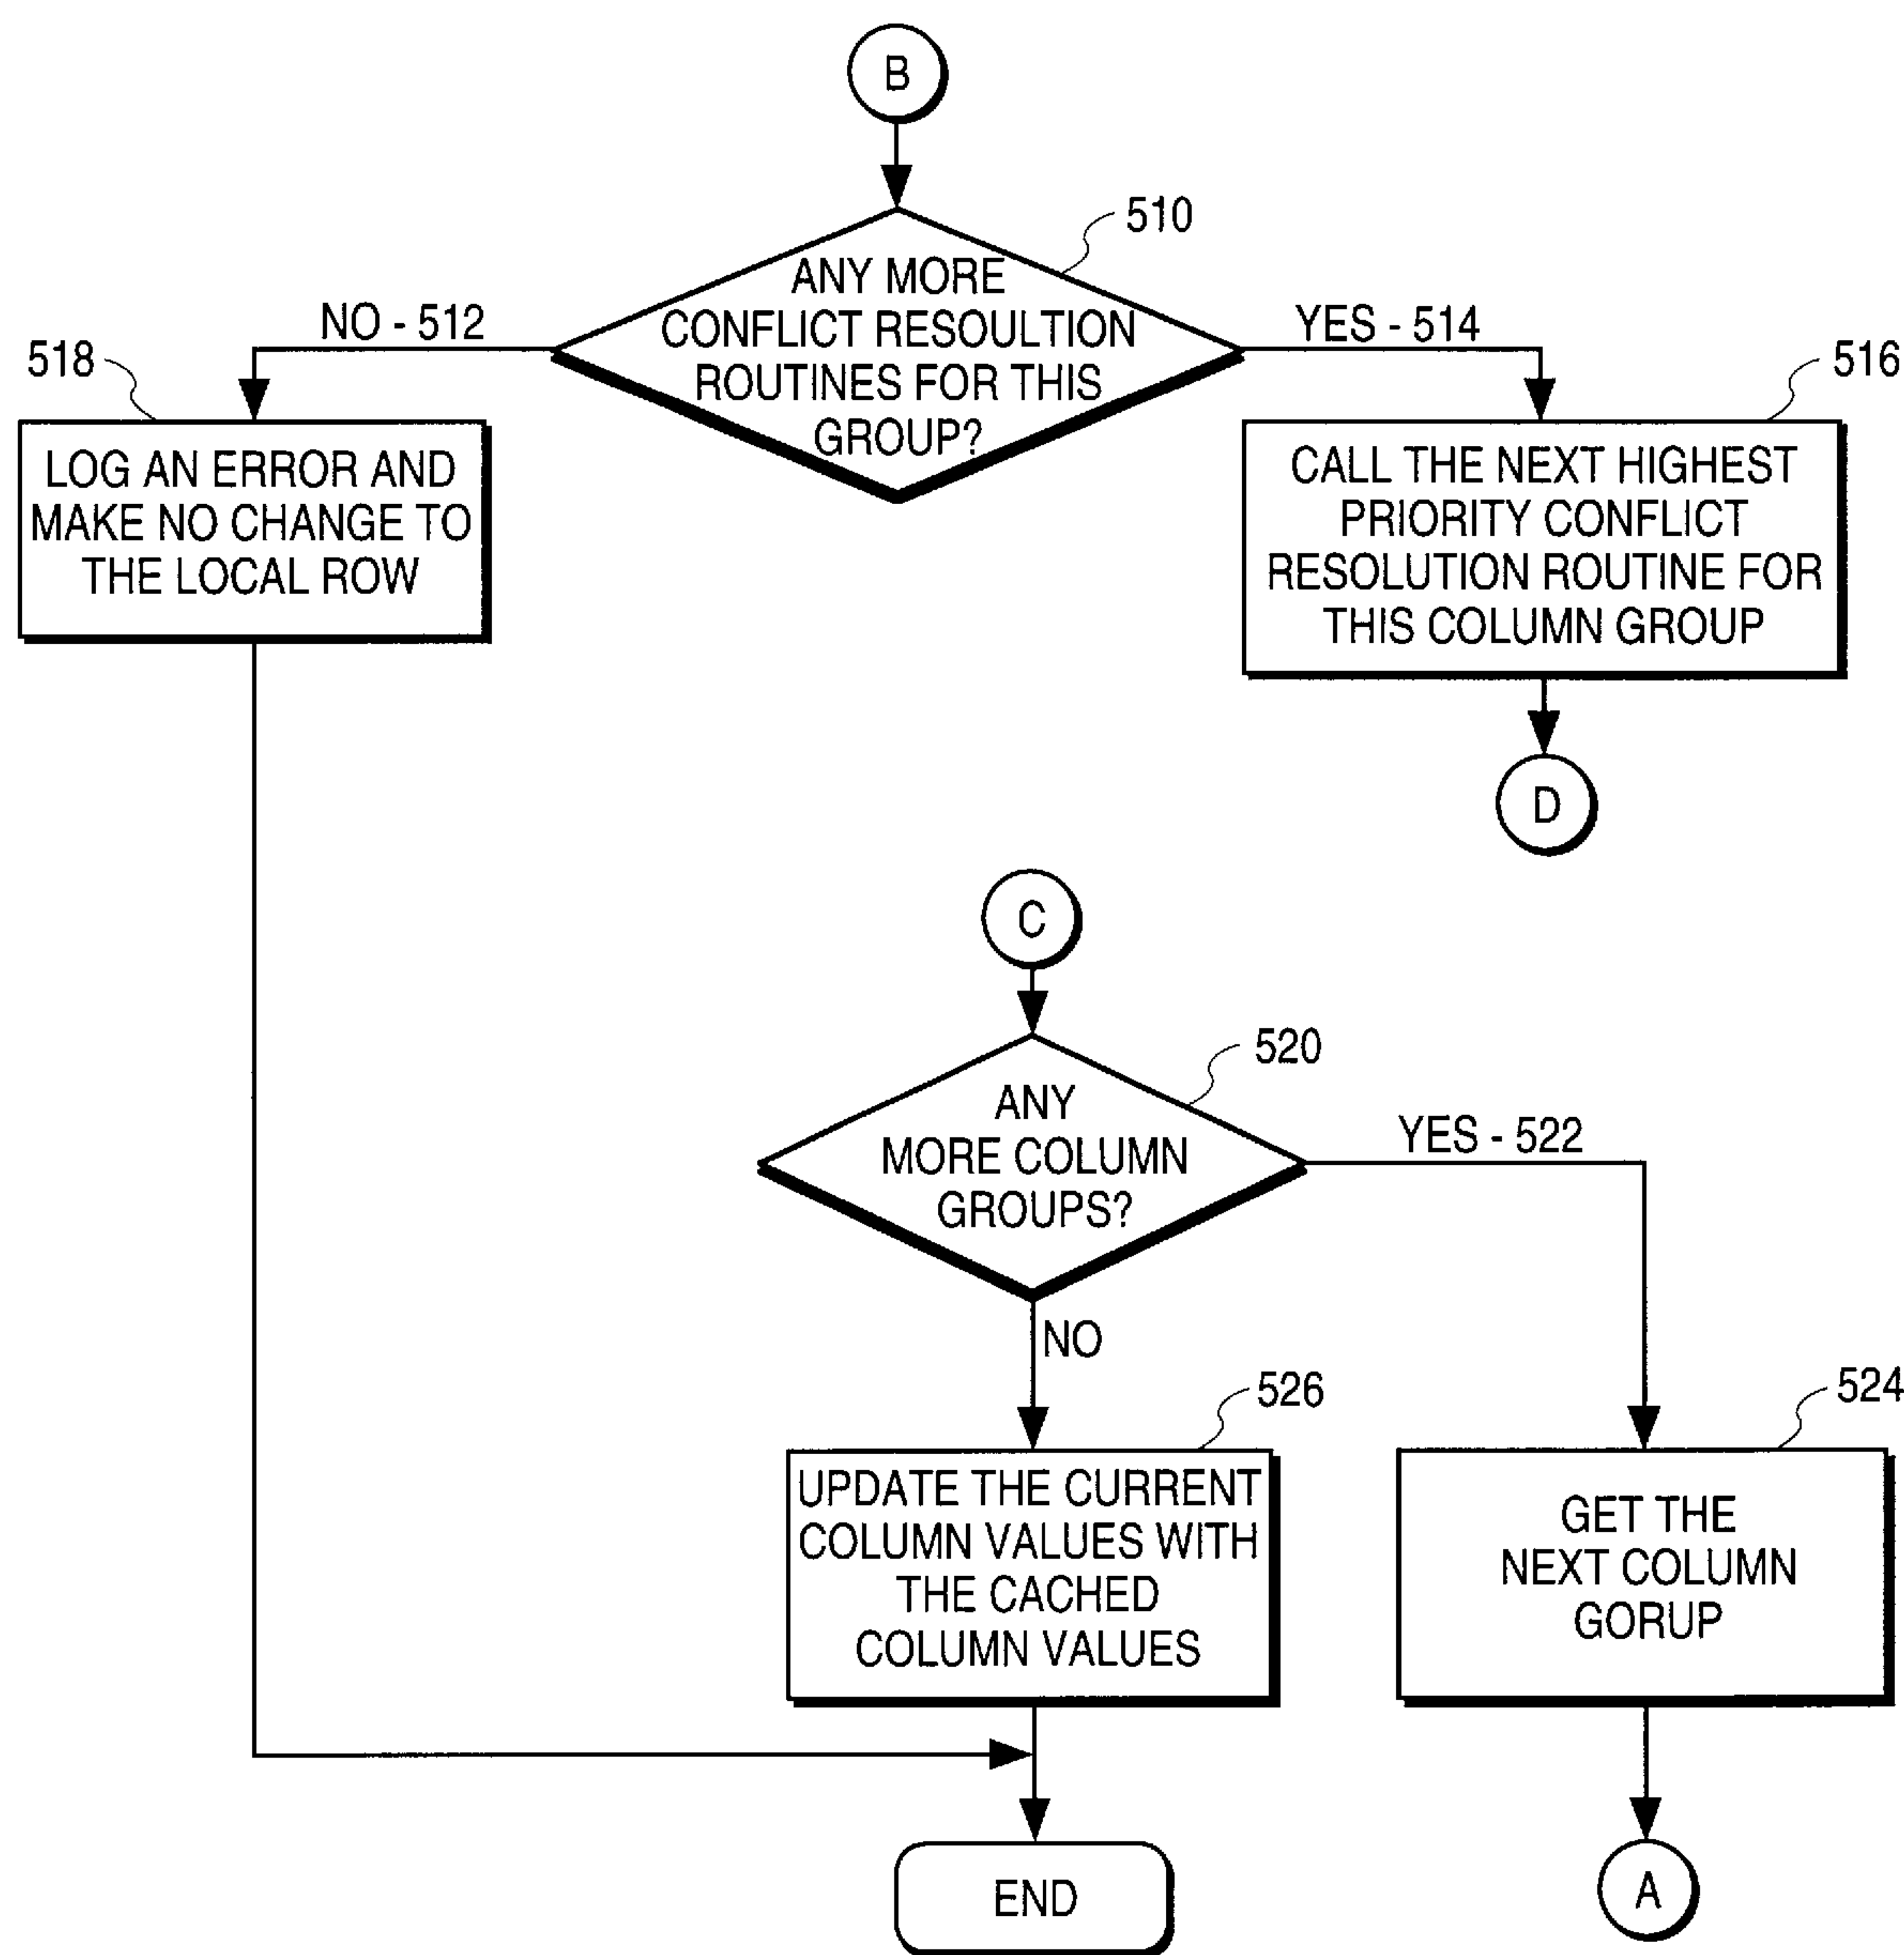 B
510
ANY MORE
CONFLICT RESOULTION
ROUTINES FOR THIS
GROUP?
NO - 512
YES - 514
518
LOG AN ERROR AND
MAKE NO CHANGE TO
THE LOCAL ROW
516
CALL THE NEXT HIGHEST
PRIORITY CONFLICT
RESOLUTION ROUTINE FOR
THIS COLUMN GROUP
D
C
520
ANY
MORE COLUMN
GROUPS?
YES - 522
NO
526
UPDATE THE CURRENT
COLUMN VALUES WITH
THE CACHED
COLUMN VALUES
524
GET THE
NEXT COLUMN
GORUP
END
A